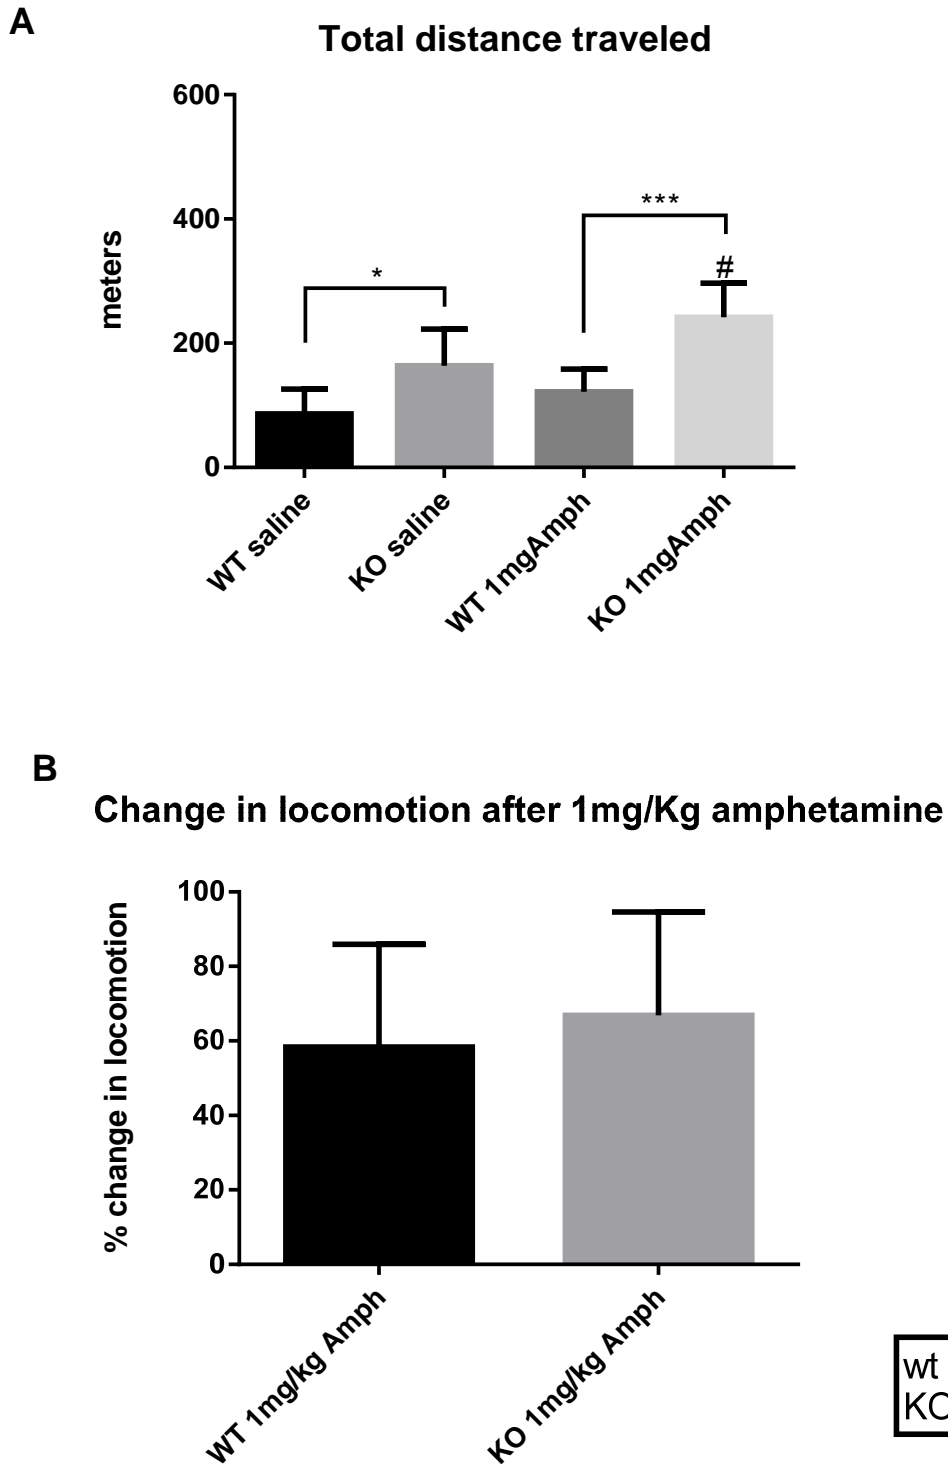 A
Total distance traveled
600
400
200
0
meters
*
***
#
WT saline
KO saline
WT 1mgAmph
KO 1mgAmph
B
Change in locomotion after 1mg/Kg amphetamine
100
80
60
40
20
0
% change in locomotion
WT 1mg/kg Amph
KO 1mg/kg Amph
wt